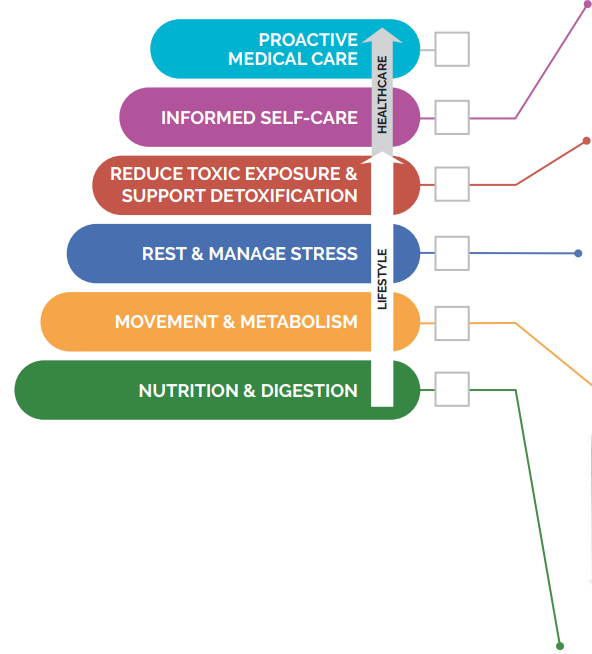 PROACTIVE
MEDICAL CARE
HEALTHCARE
INFORMED SELF-CARE
REDUCE TOXIC EXPOSURE &
SUPPORT DETOXIFICATION
REST & MANAGE STRESS
LIFESTYLE
MOVEMENT & METABOLISM
NUTRITION & DIGESTION